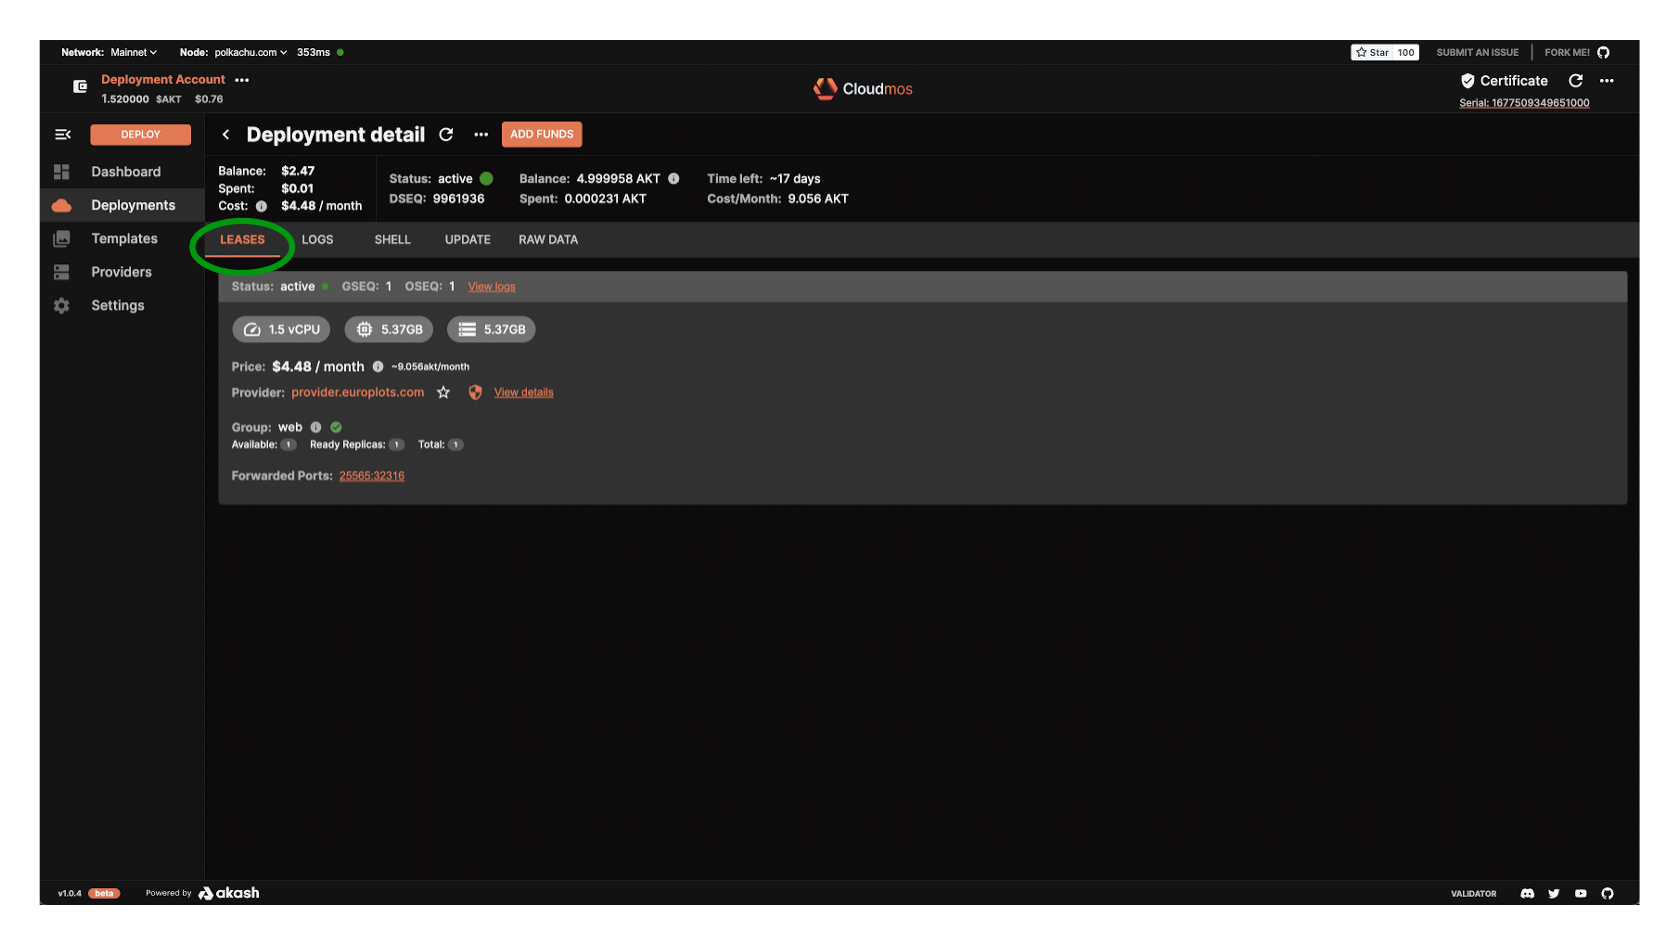 Network: Mainnet Node: polkachu.com 353ms Star 100 SUBMIT AN ISSUE FORK ME!
Deployment Account ••• Cloudmos Certificate •••
1.520000 $AKT $0.76 Serial: 1677509349651000
DEPLOY Deployment detail ••• ADD FUNDS
Dashboard
Deployments
Templates
Providers
Settings
Balance: $2.47
Spent: $0.01
Cost: $4.48 / month
Status: active Balance: 4.999958 AKT Time left: ~17 days
DSEQ: 9961936 Spent: 0.000231 AKT Cost/Month: 9.056 AKT
LEASES LOGS SHELL UPDATE RAW DATA
Status: active GSEQ: 1 OSEQ: 1 View logs
1.5 vCPU 5.37GB 5.37GB
Price: $4.48 / month ~9.056akt/month
Provider: provider.europlots.com View details
Group: web
Available: 1 Ready Replicas: 1 Total: 1
Forwarded Ports: 25565:32316
v1.0.4 beta Powered by akash VALIDATOR